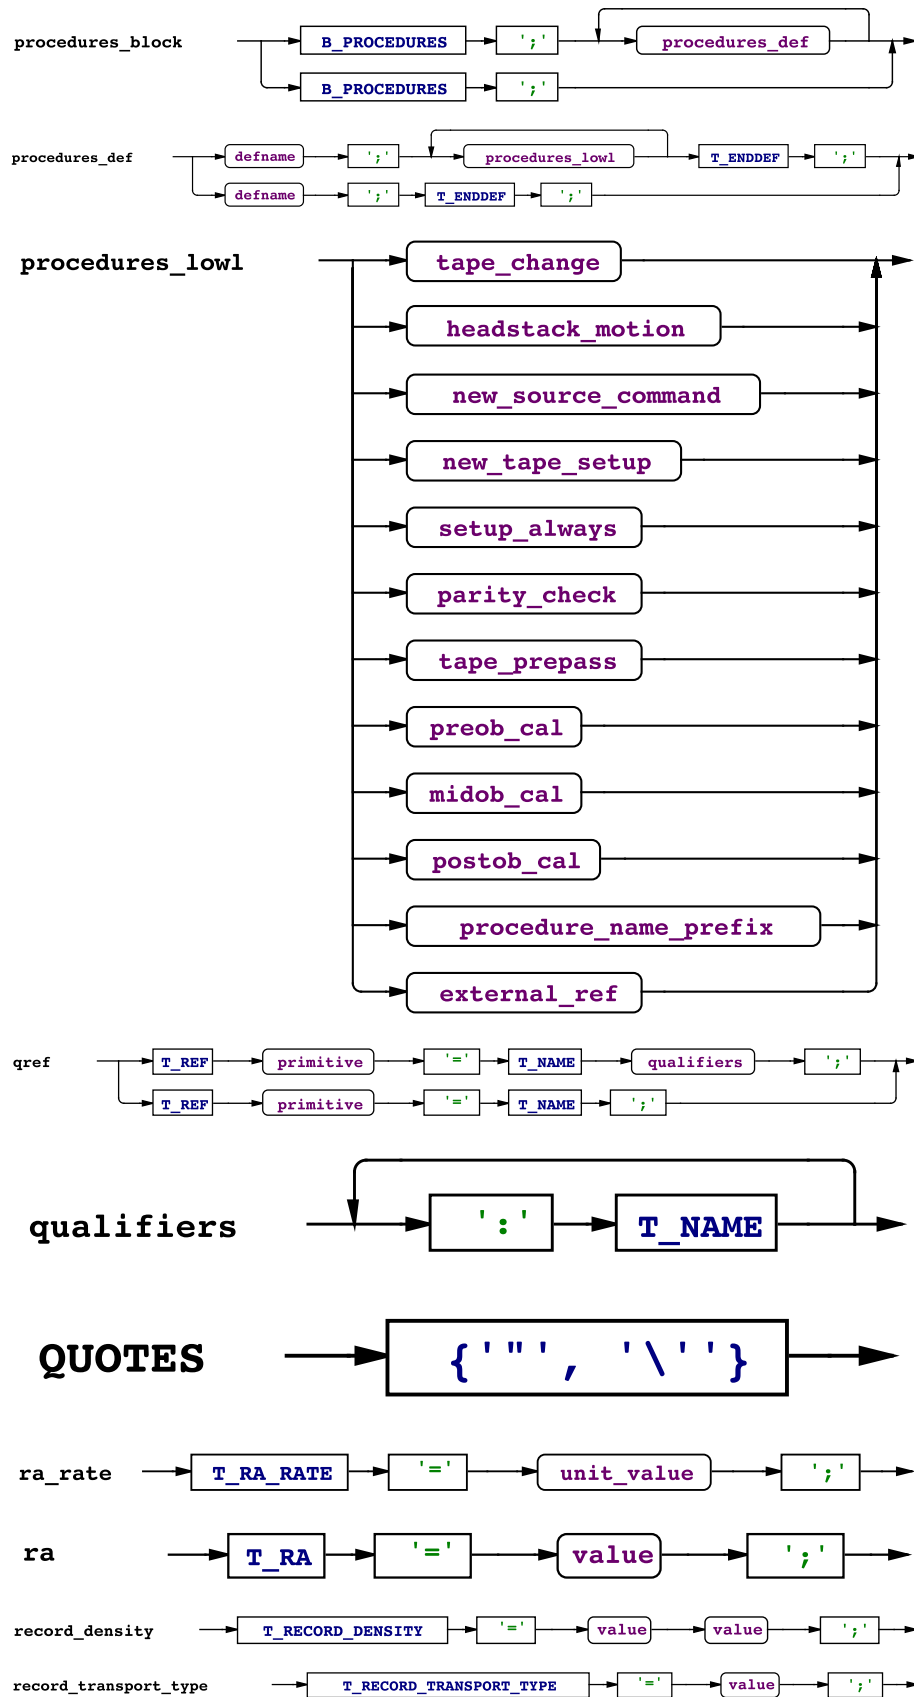 procedures_block B_PROCEDURES ';' procedures_def
B_PROCEDURES ';'
procedures_def defname ';' procedures_lowl T_ENDDEF ';'
defname ';' T_ENDDEF ';'
procedures_lowl tape_change
headstack_motion
new_source_command
new_tape_setup
setup_always
parity_check
tape_prepass
preob_cal
midob_cal
postob_cal
procedure_name_prefix
external_ref
qref T_REF primitive '=' T_NAME qualifiers ';'
T_REF primitive '=' T_NAME ';'
qualifiers ':' T_NAME
QUOTES {'"', '\''}
ra_rate T_RA_RATE '=' unit_value ';'
ra T_RA '=' value ';'
record_density T_RECORD_DENSITY '=' value value ';'
record_transport_type T_RECORD_TRANSPORT_TYPE '=' value ';'